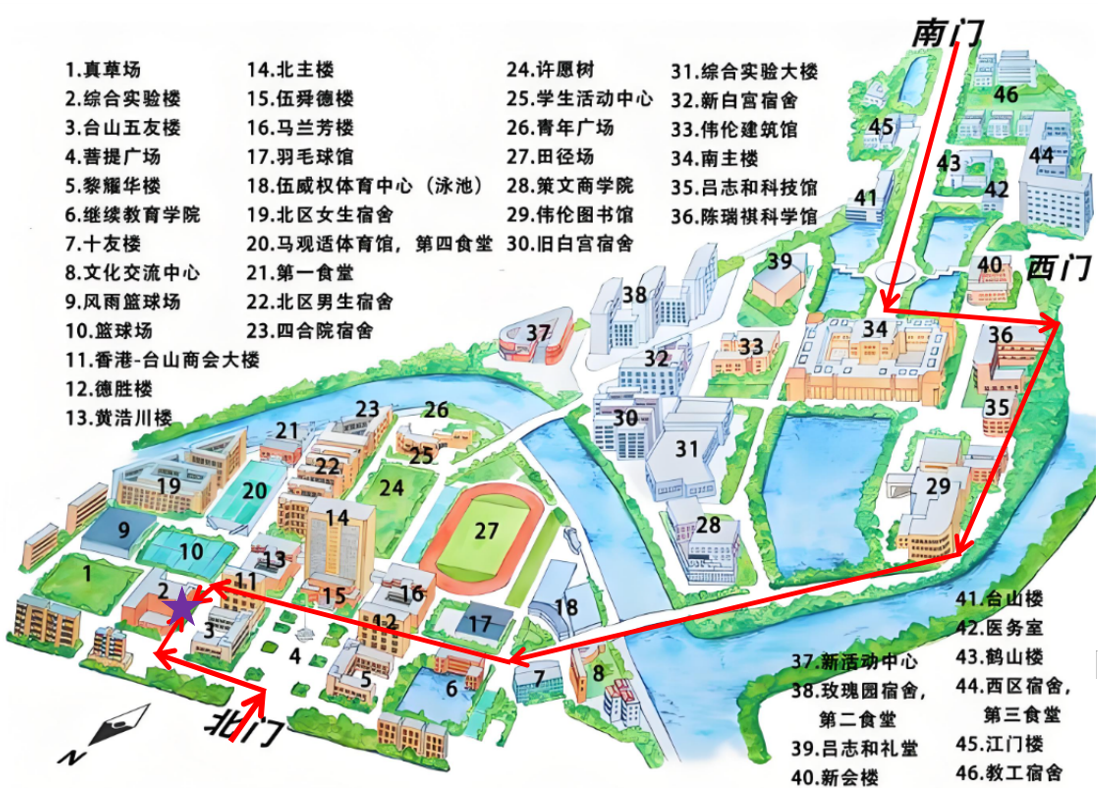 南门
1.真草场
2.综合实验楼
3.台山五友楼
4.菩提广场
5.黎耀华楼
6.继续教育学院
7.十友楼
8.文化交流中心
9.风雨篮球场
10.篮球场
11.香港-台山商会大楼
12.德胜楼
13.黄浩川楼
14.北主楼
15.伍舜德楼
16.马兰芳楼
17.羽毛球馆
18.伍威权体育中心（泳池）
19.北区女生宿舍
20.马观适体育馆，第四食堂
21.第一食堂
22.北区男生宿舍
23.四合院宿舍
24.许愿树
25.学生活动中心
26.青年广场
27.田径场
28.策文商学院
29.伟伦图书馆
30.旧白宫宿舍
31.综合实验大楼
32.新白宫宿舍
33.伟伦建筑馆
34.南主楼
35.吕志和科技馆
36.陈瑞祺科学馆
46
45
44
43
42
41
西门
40
39
38
37
36
35
34
33
32
31
30
29
28
27
26
25
24
23
22
21
20
19
18
17
16
15
14
13
12
11
10
9
8
7
6
5
4
3
2
1
北门
N
37.新活动中心
38.玫瑰园宿舍，
第二食堂
39.吕志和礼堂
40.新会楼
41.台山楼
42.医务室
43.鹤山楼
44.西区宿舍，
第三食堂
45.江门楼
46.教工宿舍